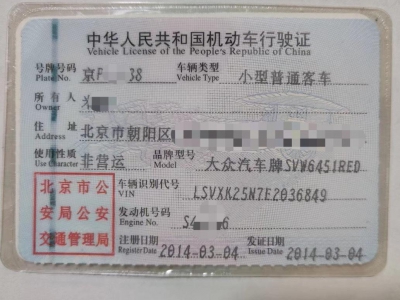 中华人民共和国机动车行驶证
Vehicle License of the People's Republic of China
号牌号码 京F 38 车辆类型 小型普通客车
Plate No. Vehicle Type
所有人
Owner
住址 北京市朝阳区
Address
使用性质 非营运 品牌型号 大众汽车牌SVW6451RED
Use Character Model
北京市公安局公安交通管理局
车辆识别代号 LSVXK25N7E2036849
VIN
发动机号码 S4 6
Engine No.
注册日期 2014-03-04 发证日期 2014-03-04
Register Date Issue Date